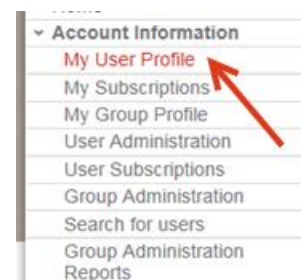 Account Information
My User Profile
My Subscriptions
My Group Profile
User Administration
User Subscriptions
Group Administration
Search for users
Group Administration
Reports